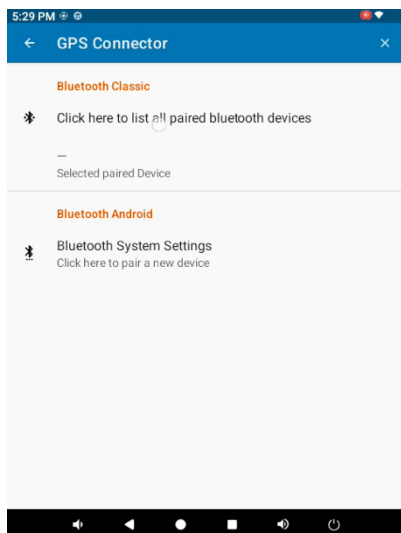 5:29 PM
GPS Connector
Bluetooth Classic
Click here to list all paired bluetooth devices
—
Selected paired Device
Bluetooth Android
Bluetooth System Settings
Click here to pair a new device